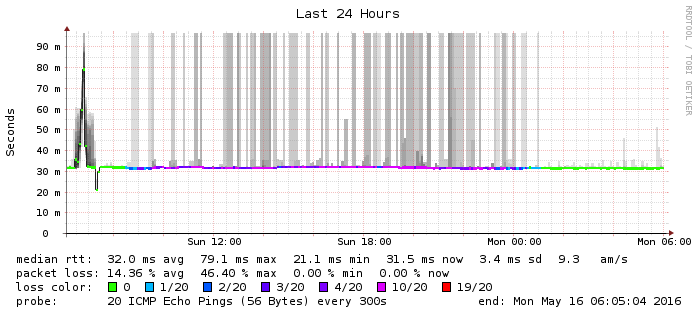 Last 24 Hours
RRDTOOL / TOBI OETIKER
Seconds
90 m
80 m
70 m
60 m
50 m
40 m
30 m
20 m
10 m
0
Sun 12:00 Sun 18:00 Mon 00:00 Mon 06:00
median rtt: 32.0 ms avg 79.1 ms max 21.1 ms min 31.5 ms now 3.4 ms sd 9.3 am/s
packet loss: 14.36 % avg 46.40 % max 0.00 % min 0.00 % now
loss color: 0 1/20 2/20 3/20 4/20 10/20 19/20
probe: 20 ICMP Echo Pings (56 Bytes) every 300s end: Mon May 16 06:05:04 2016